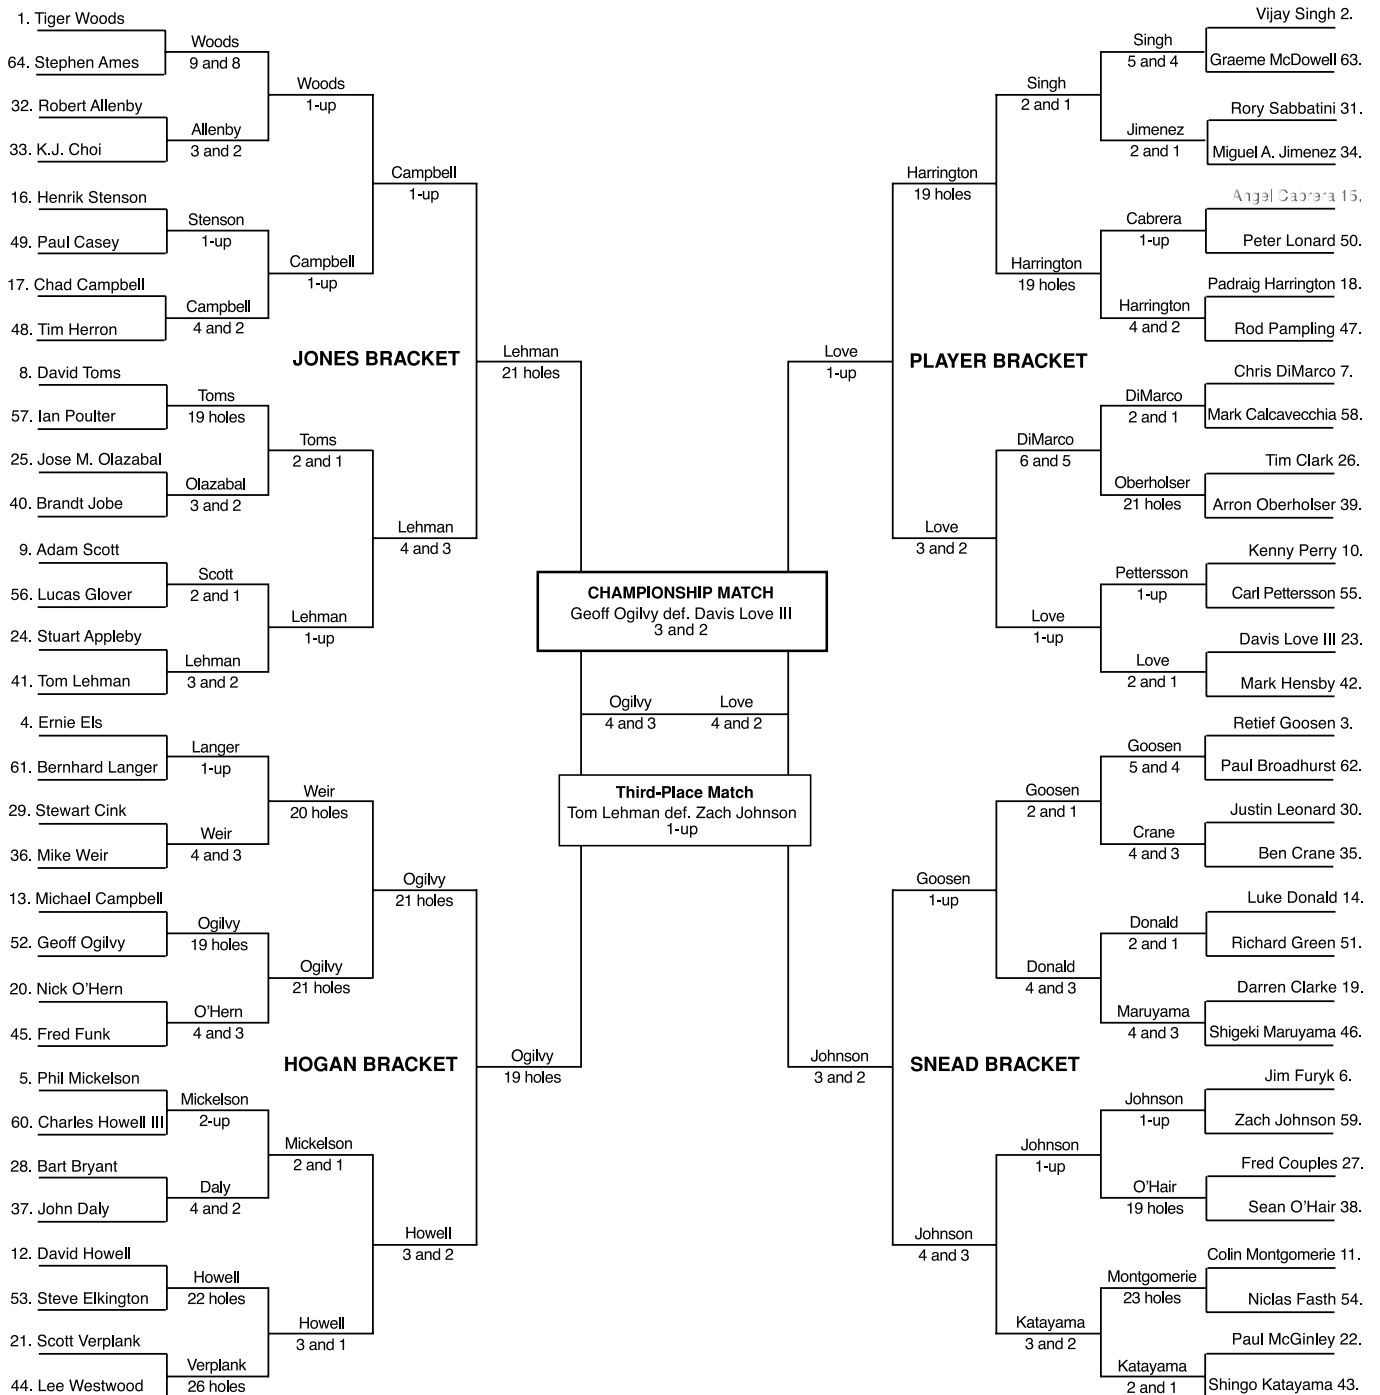 1. Tiger Woods
64. Stephen Ames
32. Robert Allenby
33. K.J. Choi
16. Henrik Stenson
49. Paul Casey
17. Chad Campbell
48. Tim Herron
8. David Toms
57. Ian Poulter
25. Jose M. Olazabal
40. Brandt Jobe
9. Adam Scott
56. Lucas Glover
24. Stuart Appleby
41. Tom Lehman
Woods
9 and 8
Allenby
3 and 2
Stenson
1-up
Campbell
4 and 2
Toms
19 holes
Olazabal
3 and 2
Scott
2 and 1
Lehman
3 and 2
Woods
1-up
Campbell
1-up
Toms
2 and 1
Lehman
1-up
Campbell
1-up
Lehman
4 and 3
JONES BRACKET
Lehman
21 holes
4. Ernie Els
61. Bernhard Langer
29. Stewart Cink
36. Mike Weir
13. Michael Campbell
52. Geoff Ogilvy
20. Nick O'Hern
45. Fred Funk
5. Phil Mickelson
60. Charles Howell III
28. Bart Bryant
37. John Daly
12. David Howell
53. Steve Elkington
21. Scott Verplank
44. Lee Westwood
Langer
1-up
Weir
4 and 3
Ogilvy
19 holes
O'Hern
4 and 3
Mickelson
2-up
Daly
4 and 2
Howell
22 holes
Verplank
26 holes
Weir
20 holes
Ogilvy
21 holes
Mickelson
2 and 1
Howell
3 and 1
Ogilvy
21 holes
Howell
3 and 2
HOGAN BRACKET
Ogilvy
19 holes
CHAMPIONSHIP MATCH
Geoff Ogilvy def. Davis Love III
3 and 2
Ogilvy
4 and 3
Love
4 and 2
Third-Place Match
Tom Lehman def. Zach Johnson
1-up
Vijay Singh 2.
Graeme McDowell 63.
Rory Sabbatini 31.
Miguel A. Jimenez 34.
Angel Cabrera 15.
Peter Lonard 50.
Padraig Harrington 18.
Rod Pampling 47.
Chris DiMarco 7.
Mark Calcavecchia 58.
Tim Clark 26.
Arron Oberholser 39.
Kenny Perry 10.
Carl Pettersson 55.
Davis Love III 23.
Mark Hensby 42.
Singh
5 and 4
Jimenez
2 and 1
Cabrera
1-up
Harrington
4 and 2
DiMarco
2 and 1
Oberholser
21 holes
Pettersson
1-up
Love
2 and 1
Singh
2 and 1
Harrington
19 holes
DiMarco
6 and 5
Love
1-up
Harrington
19 holes
Love
3 and 2
PLAYER BRACKET
Love
1-up
Retief Goosen 3.
Paul Broadhurst 62.
Justin Leonard 30.
Ben Crane 35.
Luke Donald 14.
Richard Green 51.
Darren Clarke 19.
Shigeki Maruyama 46.
Jim Furyk 6.
Zach Johnson 59.
Fred Couples 27.
Sean O'Hair 38.
Colin Montgomerie 11.
Niclas Fasth 54.
Paul McGinley 22.
Shingo Katayama 43.
Goosen
5 and 4
Crane
4 and 3
Donald
2 and 1
Maruyama
4 and 3
Johnson
1-up
O'Hair
19 holes
Montgomerie
23 holes
Katayama
2 and 1
Goosen
2 and 1
Donald
4 and 3
Johnson
1-up
Katayama
3 and 2
Goosen
1-up
Johnson
4 and 3
SNEAD BRACKET
Johnson
3 and 2